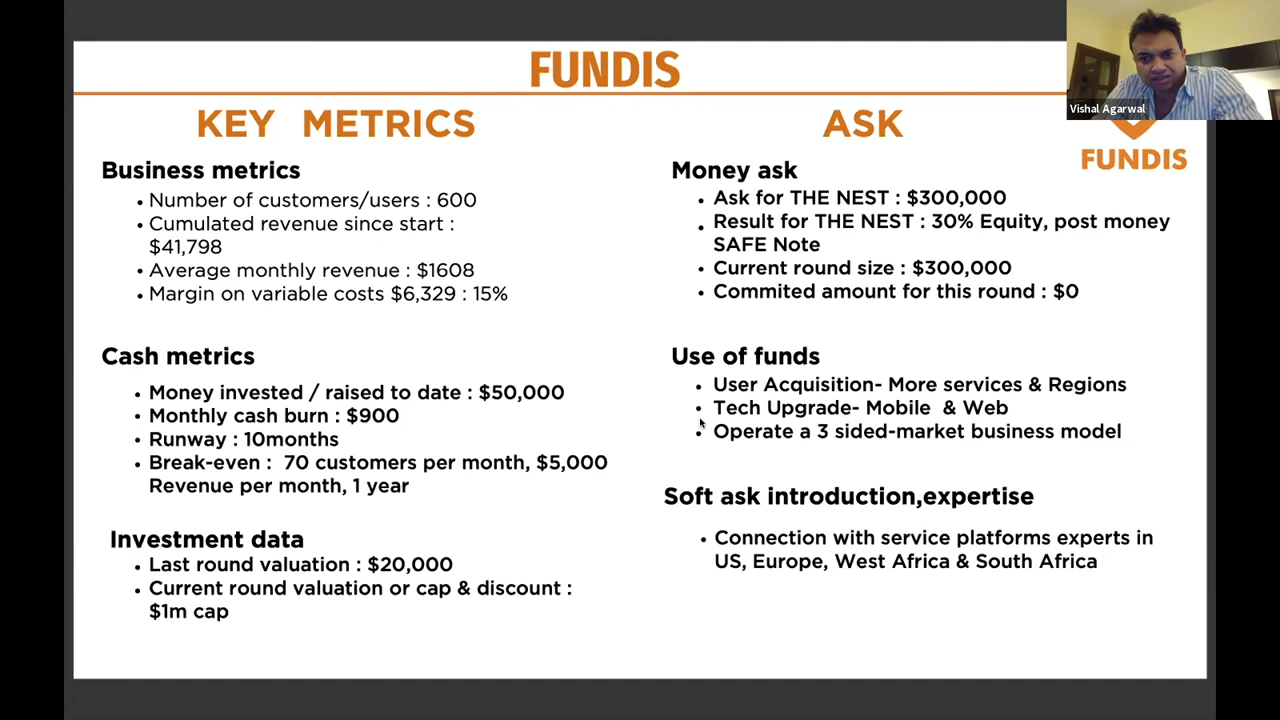 FUNDIS
Vishal Agarwal
FUNDIS
KEY METRICS
Business metrics
• Number of customers/users : 600
• Cumulated revenue since start :
$41,798
• Average monthly revenue : $1608
• Margin on variable costs $6,329 : 15%
Cash metrics
• Money invested / raised to date : $50,000
• Monthly cash burn : $900
• Runway : 10months
• Break-even : 70 customers per month, $5,000
Revenue per month, 1 year
Investment data
• Last round valuation : $20,000
• Current round valuation or cap & discount :
$1m cap
ASK
Money ask
• Ask for THE NEST : $300,000
• Result for THE NEST : 30% Equity, post money
SAFE Note
• Current round size : $300,000
• Commited amount for this round : $0
Use of funds
• User Acquisition- More services & Regions
• Tech Upgrade- Mobile & Web
• Operate a 3 sided-market business model
Soft ask introduction,expertise
• Connection with service platforms experts in
US, Europe, West Africa & South Africa